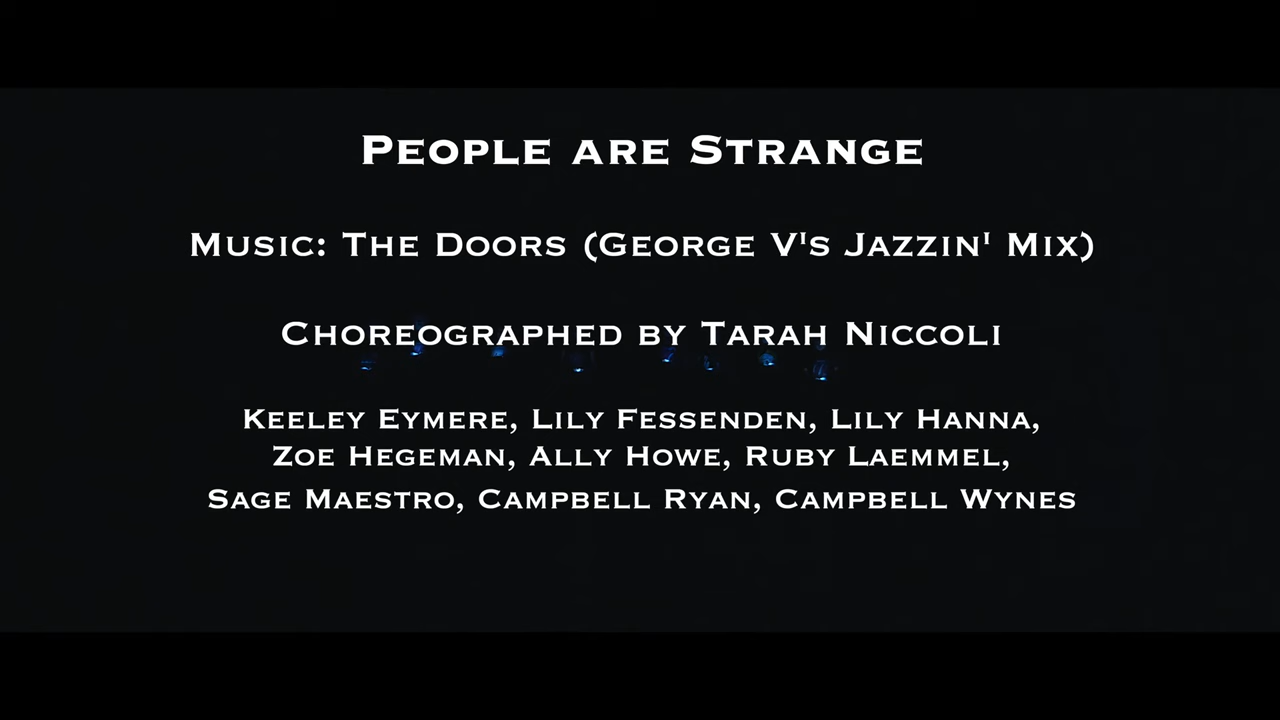 People are Strange
Music: The Doors (George V's Jazzin' Mix)
Choreographed by Tarah Niccoli
Keeley Eymere, Lily Fessenden, Lily Hanna,
Zoe Hegeman, Ally Howe, Ruby Laemmel,
Sage Maestro, Campbell Ryan, Campbell Wynes